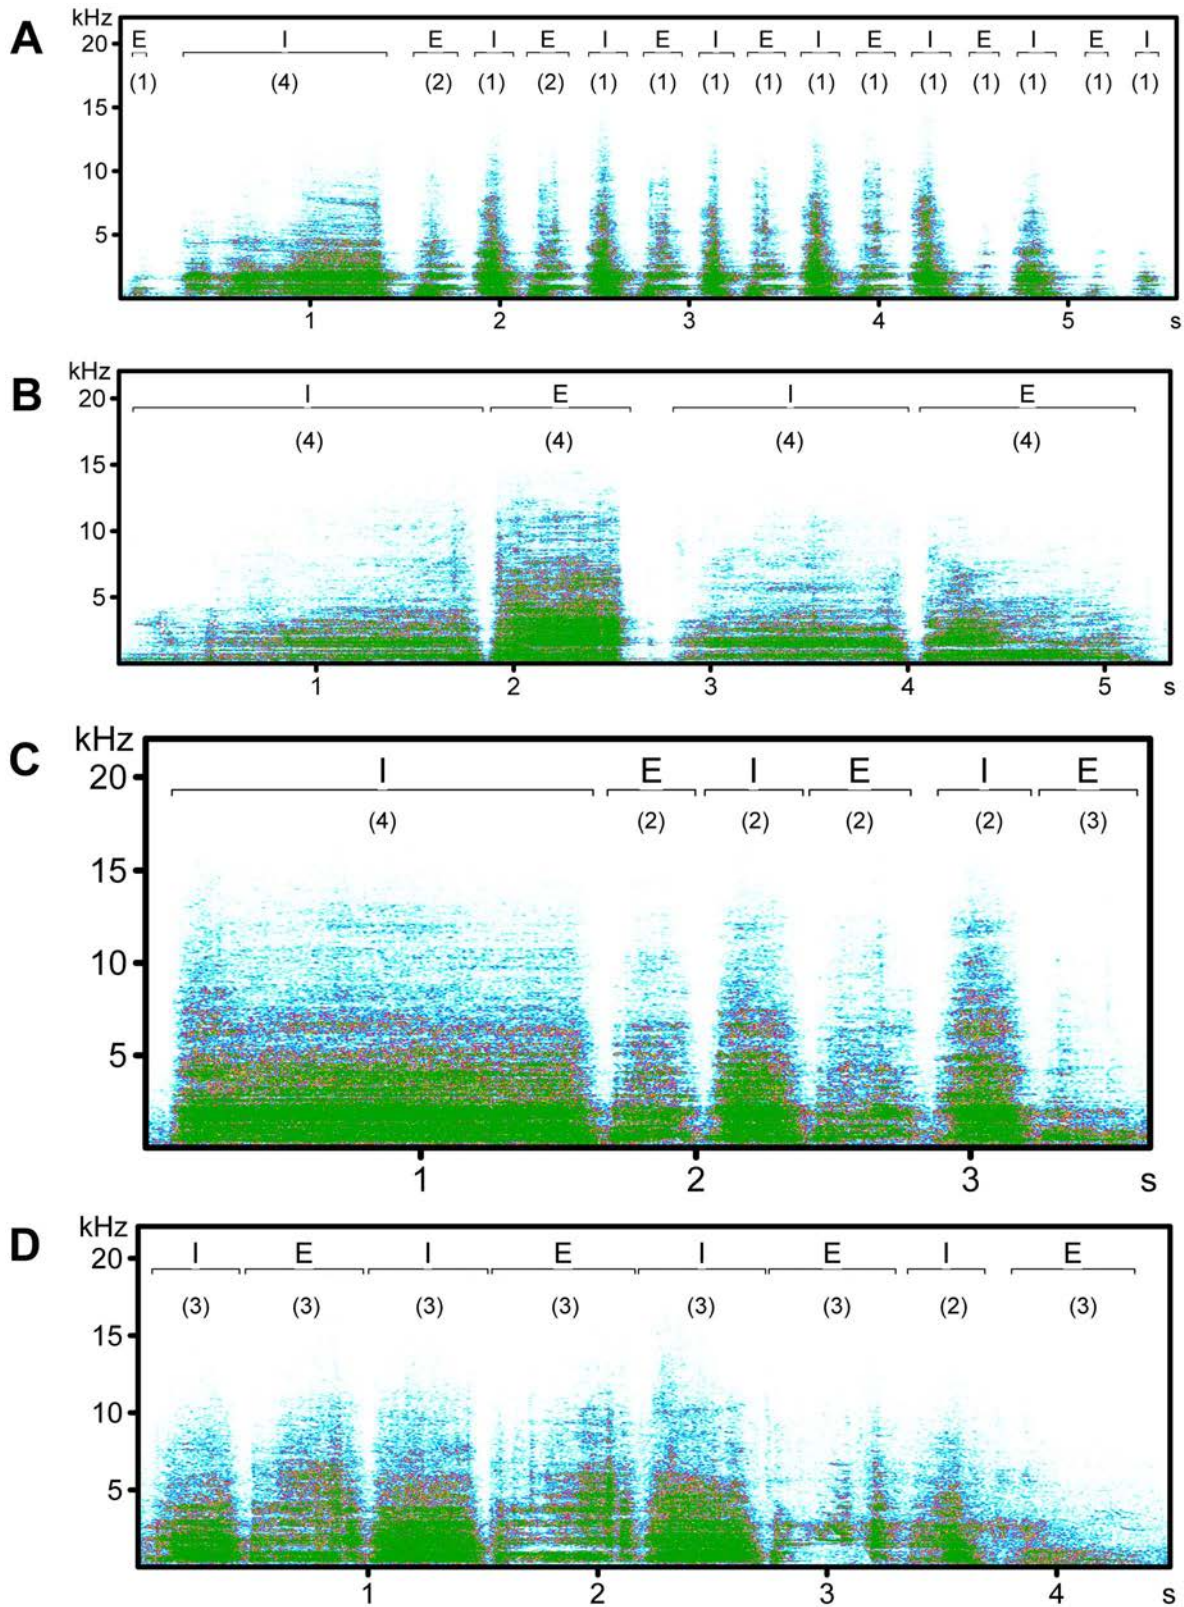 A
kHz
E I E I E I E I E I E I E I E I
(1) (4) (2) (1) (2) (1) (1) (1) (1) (1) (1) (1) (1) (1) (1) (1)
20
15
10
5
1 2 3 4 5 s
B
kHz
I E I E
(4) (4) (4) (4)
20
15
10
5
1 2 3 4 5 s
C
kHz
I E I E I E
(4) (2) (2) (2) (2) (3)
20
15
10
5
1 2 3 s
D
kHz
I E I E I E I E
(3) (3) (3) (3) (3) (3) (2) (3)
20
15
10
5
1 2 3 4 s